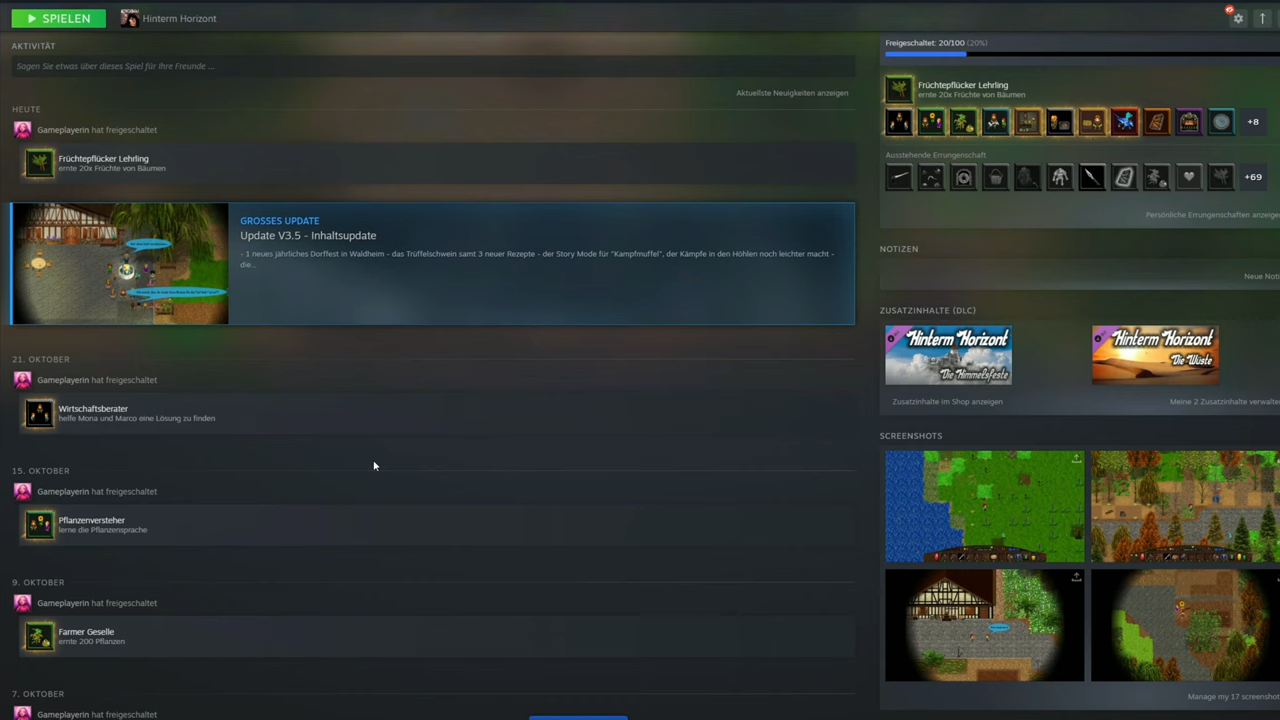 SPIELEN
Hinterm Horizont
AKTIVITÄT
Sagen Sie etwas über dieses Spiel für Ihre Freunde ...
Aktuellste Neuigkeiten anzeigen
HEUTE
Gameplayerin hat freigeschaltet
Früchtepflücker Lehrling
ernte 20x Früchte von Bäumen
GROSSES UPDATE
Update V3.5 - Inhaltsupdate
- 1 neues jährliches Dorffest in Waldheim - das Trüffelschwein samt 3 neuer Rezepte - der Story Mode für "Kampfmuffel", der Kämpfe in den Höhlen noch leichter macht -
die...
21. OKTOBER
Gameplayerin hat freigeschaltet
Wirtschaftsberater
helfe Mona und Marco eine Lösung zu finden
15. OKTOBER
Gameplayerin hat freigeschaltet
Pflanzenversteher
lerne die Pflanzensprache
9. OKTOBER
Gameplayerin hat freigeschaltet
Farmer Geselle
ernte 200 Pflanzen
7. OKTOBER
Gameplayerin hat freigeschaltet
Freigeschaltet: 20/100 (20%)
Früchtepflücker Lehrling
ernte 20x Früchte von Bäumen
+8
Ausstehende Errungenschaft
+69
Persönliche Errungenschaften anzeige
NOTIZEN
Neue Noti
ZUSATZINHALTE (DLC)
Hinterm Horizont
Die Himmelsfeste
Hinterm Horizont
Die Wüste
Zusatzinhalte im Shop anzeigen
Meine 2 Zusatzinhalte verwalte
SCREENSHOTS
Manage my 17 screenshot